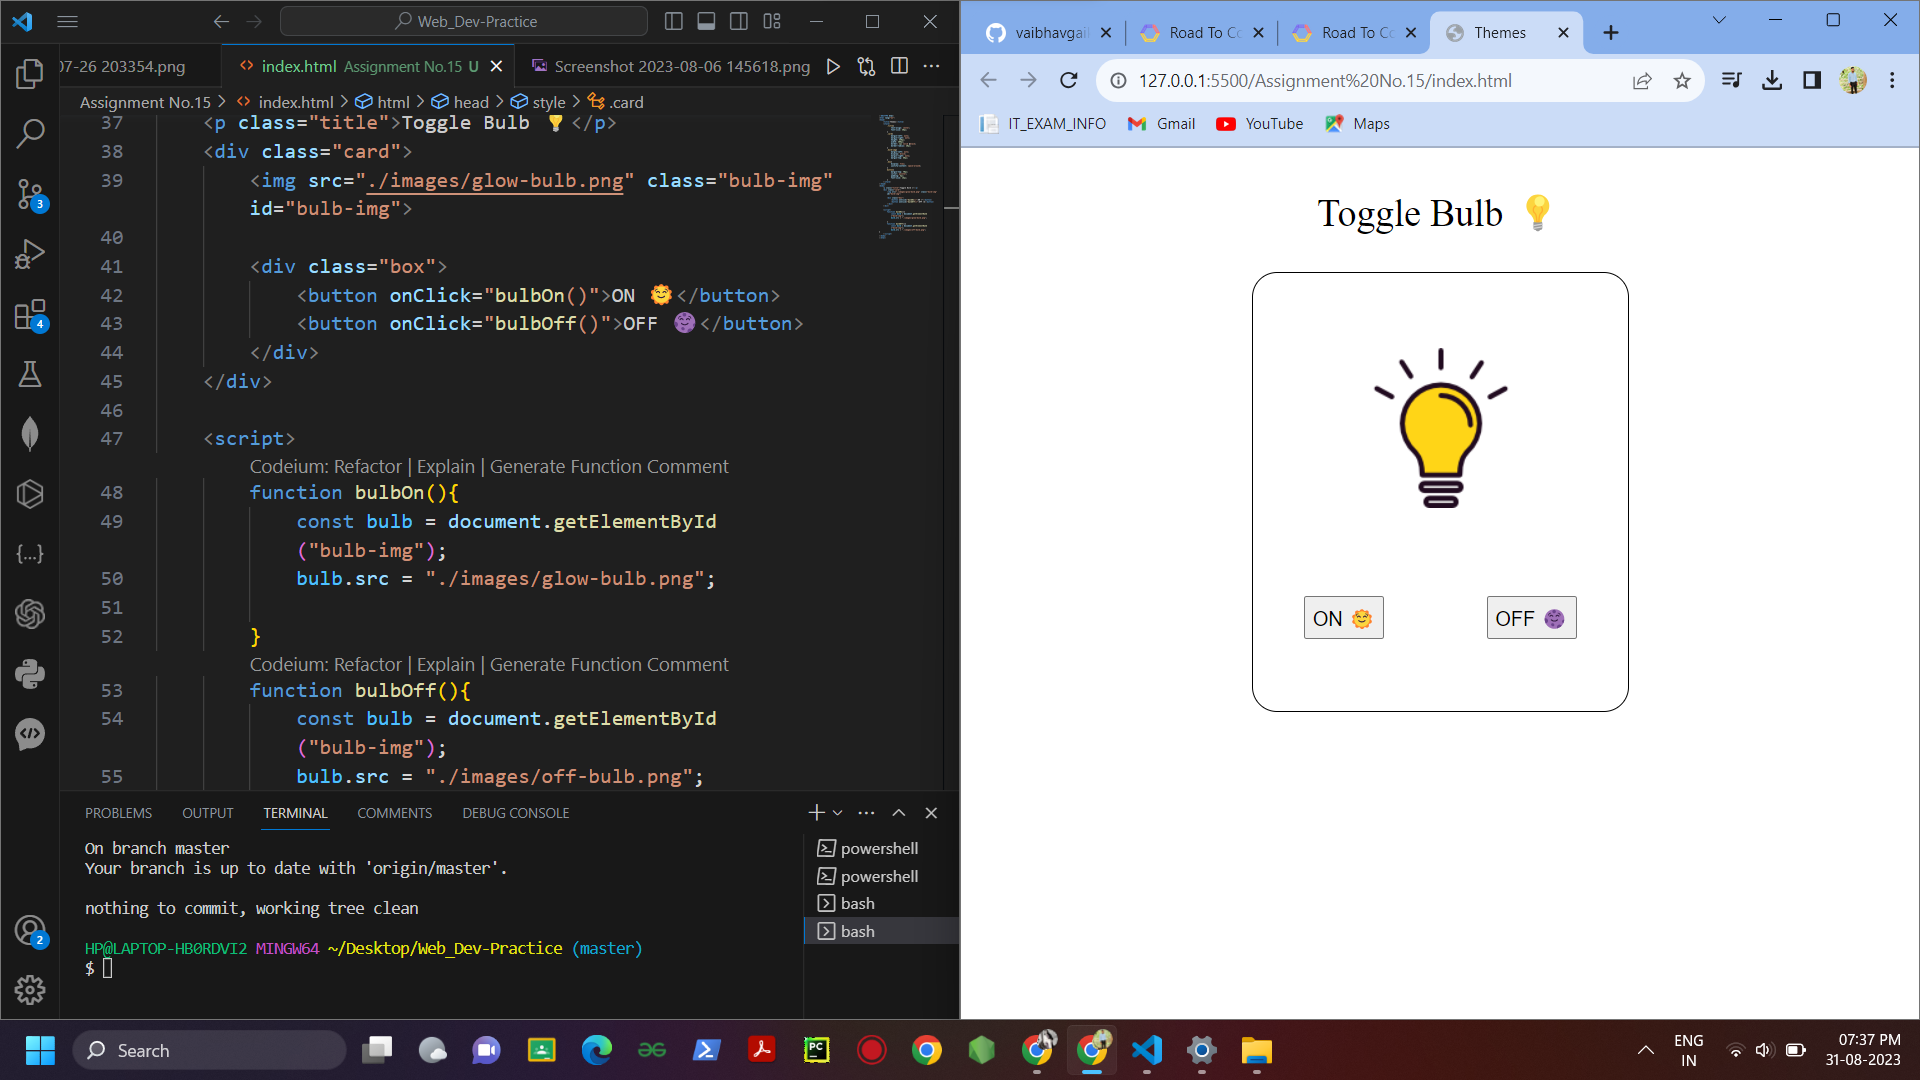 Web_Dev-Practice
07-26 203354.png
index.html Assignment No.15 U
Screenshot 2023-08-06 145618.png
Assignment No.15 > index.html > html > head > style > .card
37 <p class="title">Toggle Bulb 💡</p>
38 <div class="card">
39 <img src="./images/glow-bulb.png" class="bulb-img"
id="bulb-img">
40
41 <div class="box">
42 <button onClick="bulbOn()">ON 🌞</button>
43 <button onClick="bulbOff()">OFF 🌚</button>
44 </div>
45 </div>
46
47 <script>
Codeium: Refactor | Explain | Generate Function Comment
48 function bulbOn(){
49 const bulb = document.getElementById
("bulb-img");
50 bulb.src = "./images/glow-bulb.png";
51
52 }
Codeium: Refactor | Explain | Generate Function Comment
53 function bulbOff(){
54 const bulb = document.getElementById
("bulb-img");
55 bulb.src = "./images/off-bulb.png";
3
4
2
PROBLEMS OUTPUT TERMINAL COMMENTS DEBUG CONSOLE
On branch master
Your branch is up to date with 'origin/master'.
nothing to commit, working tree clean
HP@LAPTOP-HB0RDVI2 MINGW64 ~/Desktop/Web_Dev-Practice (master)
$
powershell
powershell
bash
bash
vaibhavgai
Road To Co
Road To Co
Themes
127.0.0.1:5500/Assignment%20No.15/index.html
IT_EXAM_INFO Gmail YouTube Maps
Toggle Bulb 💡
ON 🌞
OFF 🌚
Search
PC
ENG
IN
07:37 PM
31-08-2023